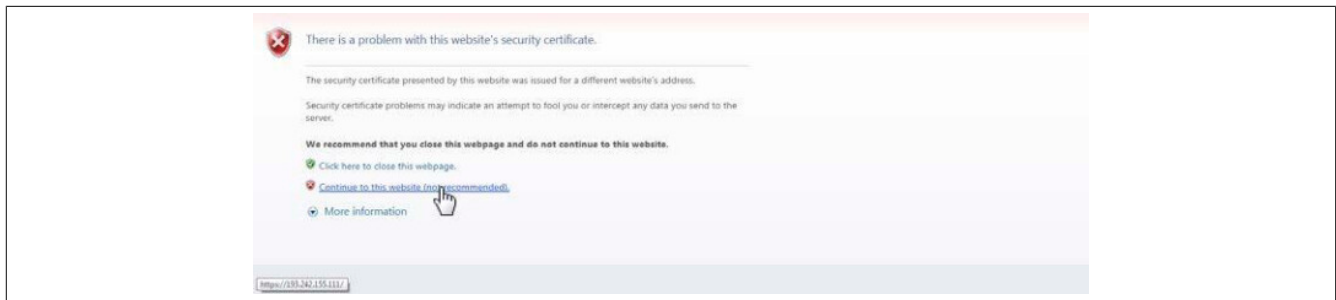 There is a problem with this website's security certificate.
The security certificate presented by this website was issued for a different website's address.
Security certificate problems may indicate an attempt to fool you or intercept any data you send to the
server.
We recommend that you close this webpage and do not continue to this website.
Click here to close this webpage.
Continue to this website (not recommended).
More information
https://193.242.155.111/